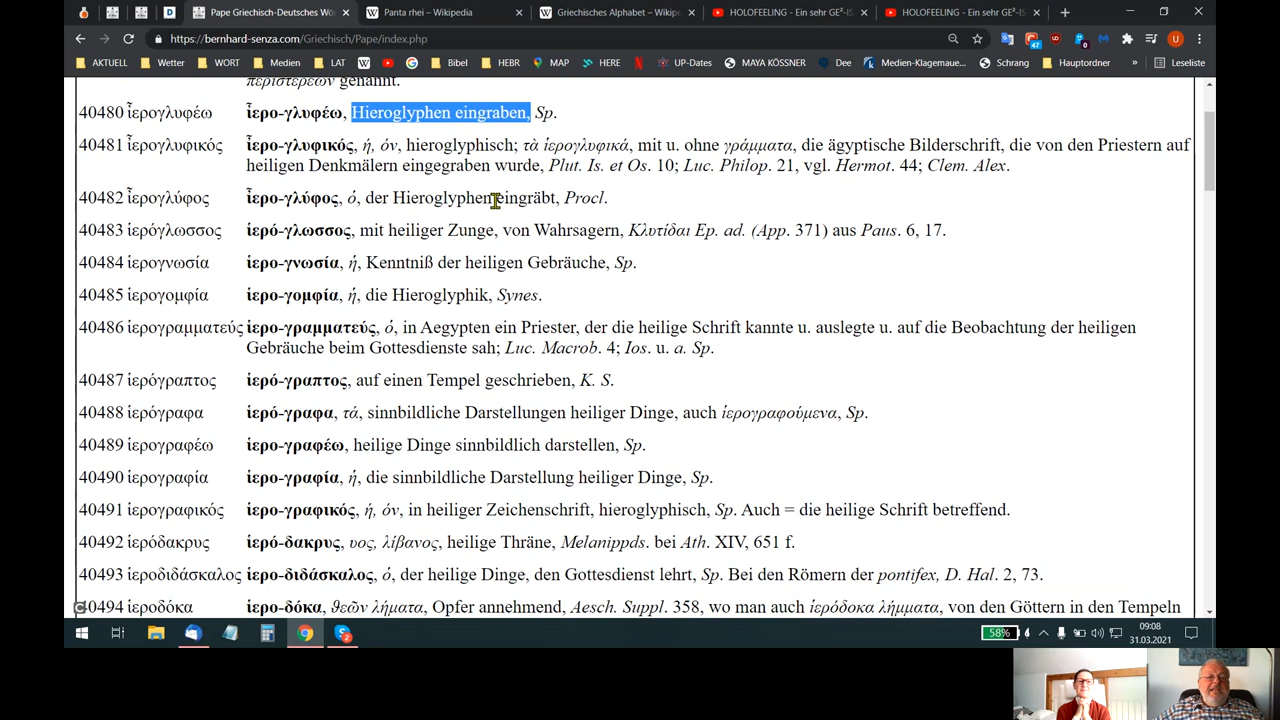 Pape Griechisch-Deutsches Wö
Panta rhei – Wikipedia
Griechisches Alphabet – Wikip
HOLOFEELING - Ein sehr GE²-IS
HOLOFEELING - Ein sehr GE²-IS
https://bernhard-senza.com/Griechisch/Pape/index.php
47
0
U
AKTUELL
Wetter
WORT
Medien
LAT
Bibel
HEBR
MAP
HERE
UP-Dates
MAYA KÖSSNER
Dee
Medien-Klagemaue...
Schrang
Hauptordner
Leseliste
περιστερεών genannt.
40480 ἱερογλυφέω ἱερο-γλυφέω, Hieroglyphen eingraben, Sp.
40481 ἱερογλυφικός ἱερο-γλυφικός, ή, όν, hieroglyphisch; τὰ ἱερογλυφικά, mit u. ohne γράμματα, die ägyptische Bilderschrift, die von den Priestern auf
heiligen Denkmälern eingegraben wurde, Plut. Is. et Os. 10; Luc. Philop. 21, vgl. Hermot. 44; Clem. Alex.
40482 ἱερογλύφος ἱερο-γλύφος, ὁ, der Hieroglyphen eingräbt, Procl.
40483 ἱερόγλωσσος ἱερό-γλωσσος, mit heiliger Zunge, von Wahrsagern, Κλυτίδαι Ep. ad. (App. 371) aus Paus. 6, 17.
40484 ἱερογνωσία ἱερο-γνωσία, ἡ, Kenntniß der heiligen Gebräuche, Sp.
40485 ἱερογομφία ἱερο-γομφία, ἡ, die Hieroglyphik, Synes.
40486 ἱερογραμματεύς ἱερο-γραμματεύς, ὁ, in Aegypten ein Priester, der die heilige Schrift kannte u. auslegte u. auf die Beobachtung der heiligen
Gebräuche beim Gottesdienste sah; Luc. Macrob. 4; Ios. u. a. Sp.
40487 ἱερόγραπτος ἱερό-γραπτος, auf einen Tempel geschrieben, K. S.
40488 ἱερόγραφα ἱερό-γραφα, τά, sinnbildliche Darstellungen heiliger Dinge, auch ἱερογραφούμενα, Sp.
40489 ἱερογραφέω ἱερο-γραφέω, heilige Dinge sinnbildlich darstellen, Sp.
40490 ἱερογραφία ἱερο-γραφία, ἡ, die sinnbildliche Darstellung heiliger Dinge, Sp.
40491 ἱερογραφικός ἱερο-γραφικός, ή, όν, in heiliger Zeichenschrift, hieroglyphisch, Sp. Auch = die heilige Schrift betreffend.
40492 ἱερόδακρυς ἱερό-δακρυς, υος, λίβανος, heilige Thräne, Melanippds. bei Ath. XIV, 651 f.
40493 ἱεροδιδάσκαλος ἱερο-διδάσκαλος, ὁ, der heilige Dinge, den Gottesdienst lehrt, Sp. Bei den Römern der pontifex, D. Hal. 2, 73.
40494 ἱεροδόκα ἱερο-δόκα, θεῶν λήματα, Opfer annehmend, Aesch. Suppl. 358, wo man auch ἱερόδοκα λήμματα, von den Göttern in den Tempeln
58%
09:08
31.03.2021